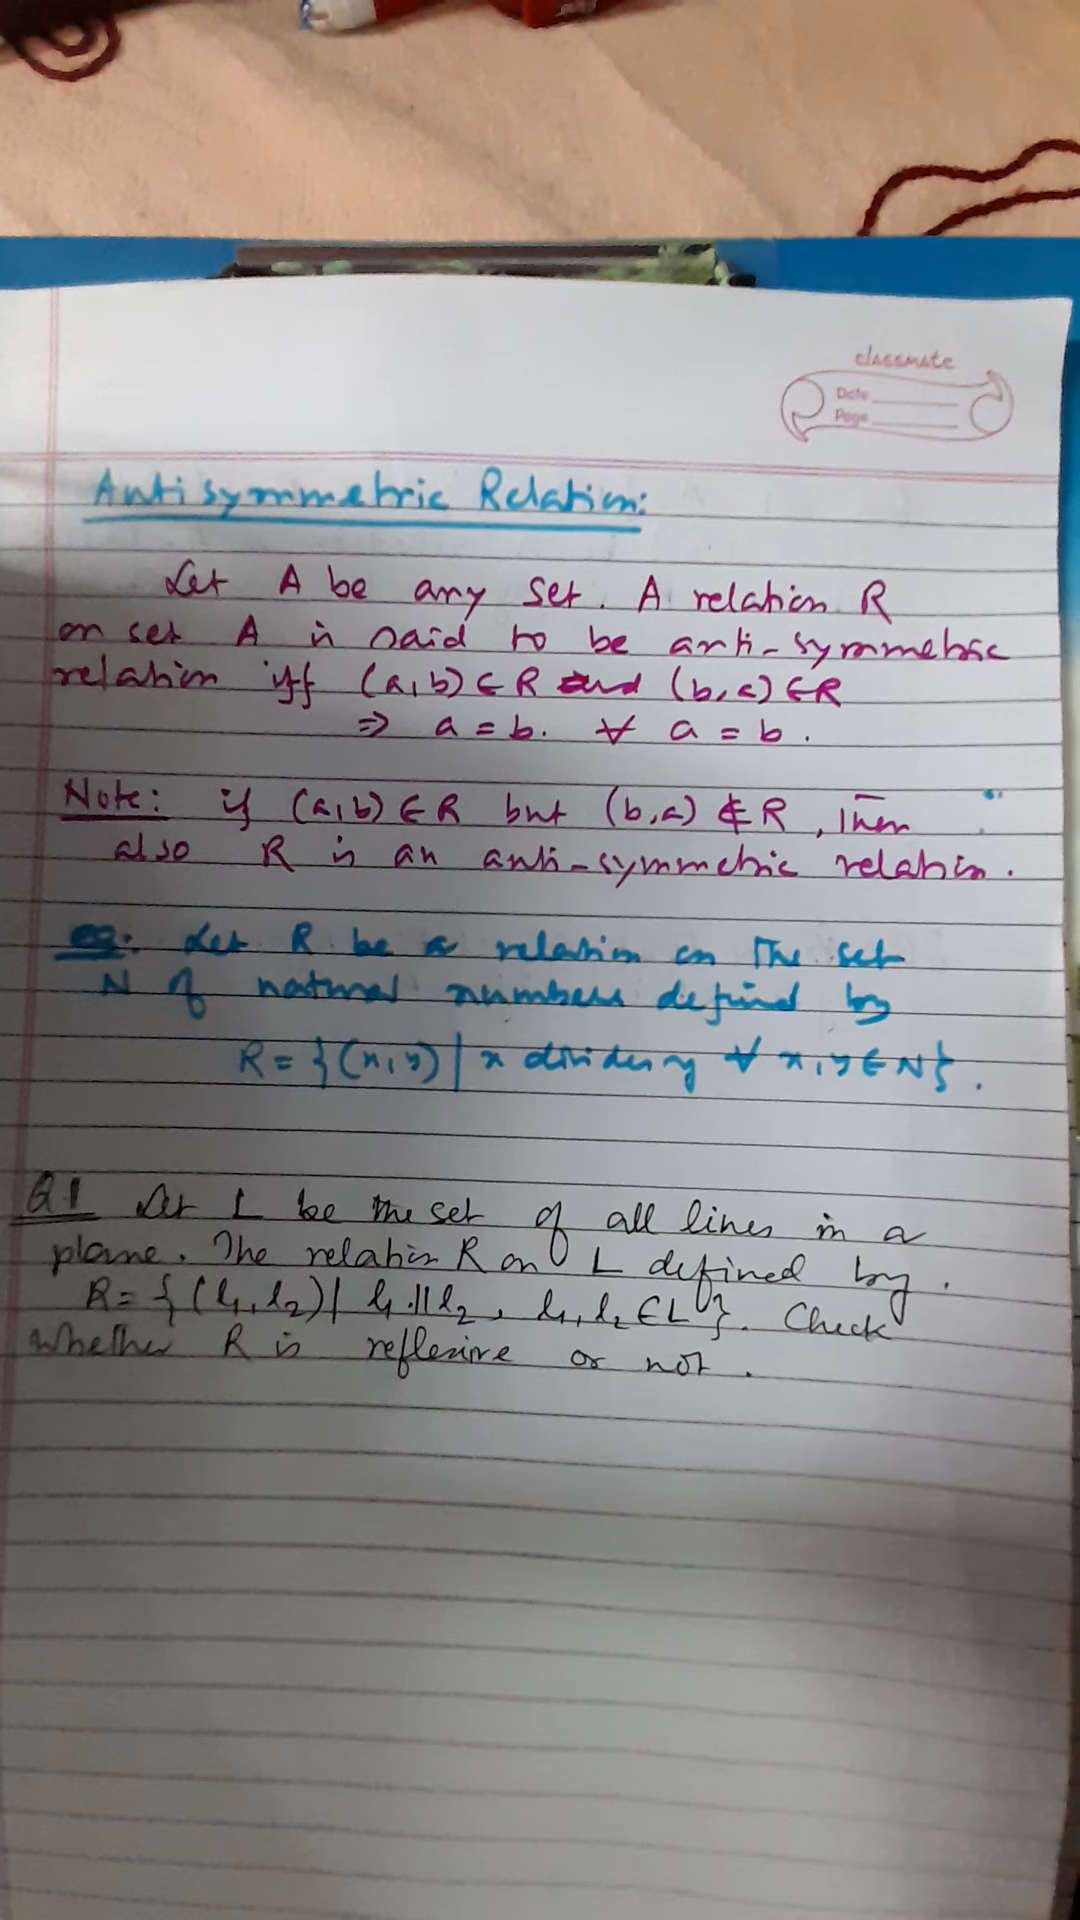 classmate
Date
Page
Antisymmetric Relation:
Let A be any set. A relation R
on set A is said to be anti-symmetric
relation iff (a,b) ∈ R and (b,a) ∈ R
⇒ a = b. ∀ a = b.
Note: if (a,b) ∈ R but (b,a) ∉ R, then
also R is an anti-symmetric relation.
eg: Let R be a relation on the set
N of natural numbers defined by
R = {(x,y) | x divides y ∀ x,y ∈ N}.
Q1 Let L be the set of all lines in a
plane. The relation R on L defined by.
R = {(l₁, l₂) | l₁ || l₂, l₁, l₂ ∈ L}. Check
whether R is reflexive or not.